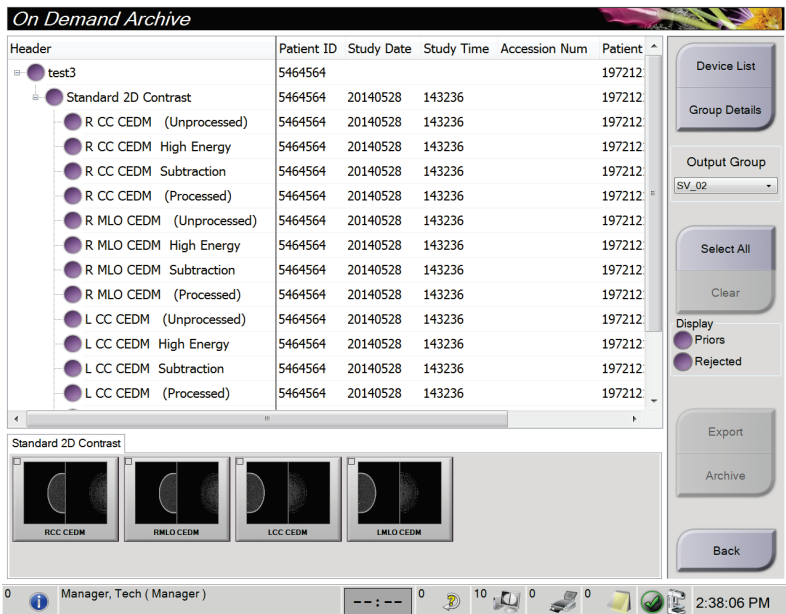 On Demand Archive
Header Patient ID Study Date Study Time Accession Num Patient
test3 5464564 197212
Standard 2D Contrast 5464564 20140528 143236 197212
R CC CEDM (Unprocessed) 5464564 20140528 143236 197212
R CC CEDM High Energy 5464564 20140528 143236 197212
R CC CEDM Subtraction 5464564 20140528 143236 197212
R CC CEDM (Processed) 5464564 20140528 143236 197212
R MLO CEDM (Unprocessed) 5464564 20140528 143236 197212
R MLO CEDM High Energy 5464564 20140528 143236 197212
R MLO CEDM Subtraction 5464564 20140528 143236 197212
R MLO CEDM (Processed) 5464564 20140528 143236 197212
L CC CEDM (Unprocessed) 5464564 20140528 143236 197212
L CC CEDM High Energy 5464564 20140528 143236 197212
L CC CEDM Subtraction 5464564 20140528 143236 197212
L CC CEDM (Processed) 5464564 20140528 143236 197212
Device List
Group Details
Output Group
SV_02
Select All
Clear
Display
Priors
Rejected
Export
Archive
Back
Standard 2D Contrast
RCC CEDM RMLO CEDM LCC CEDM LMLO CEDM
0 Manager, Tech ( Manager ) --:-- 0 10 0 0 2:38:06 PM